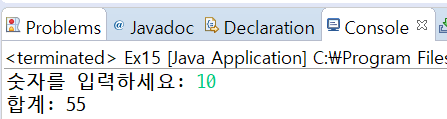 Problems @ Javadoc Declaration Console
<terminated> Ex15 [Java Application] C:₩Program Files
숫자를 입력하세요: 10
합계: 55